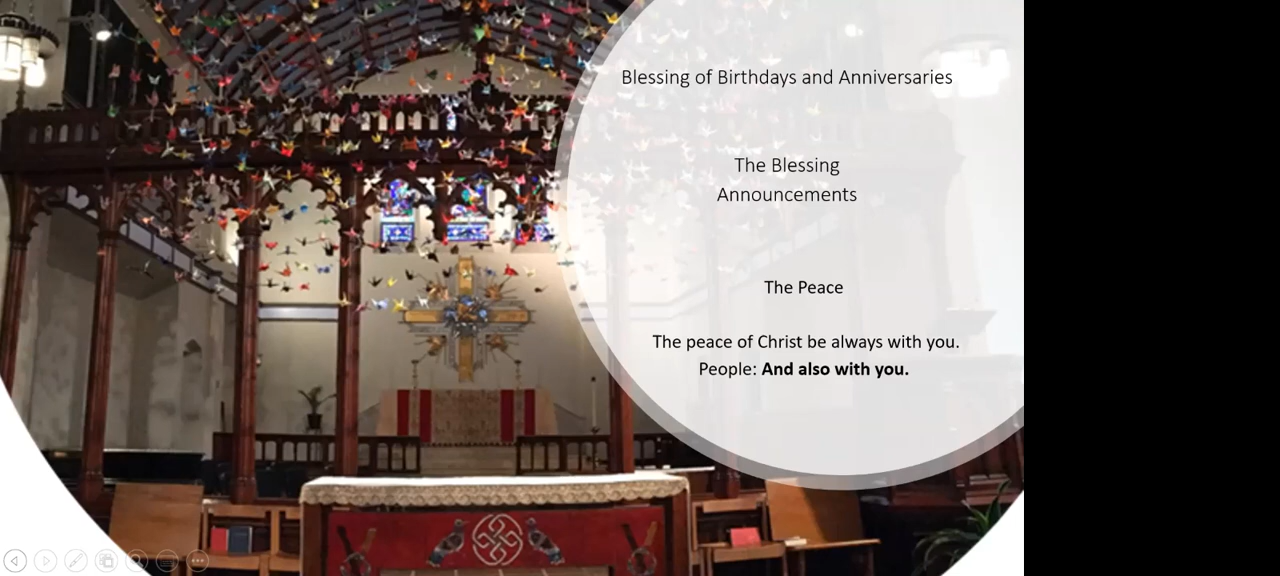 Blessing of Birthdays and Anniversaries
The Blessing
Announcements
The Peace
The peace of Christ be always with you.
People: And also with you.